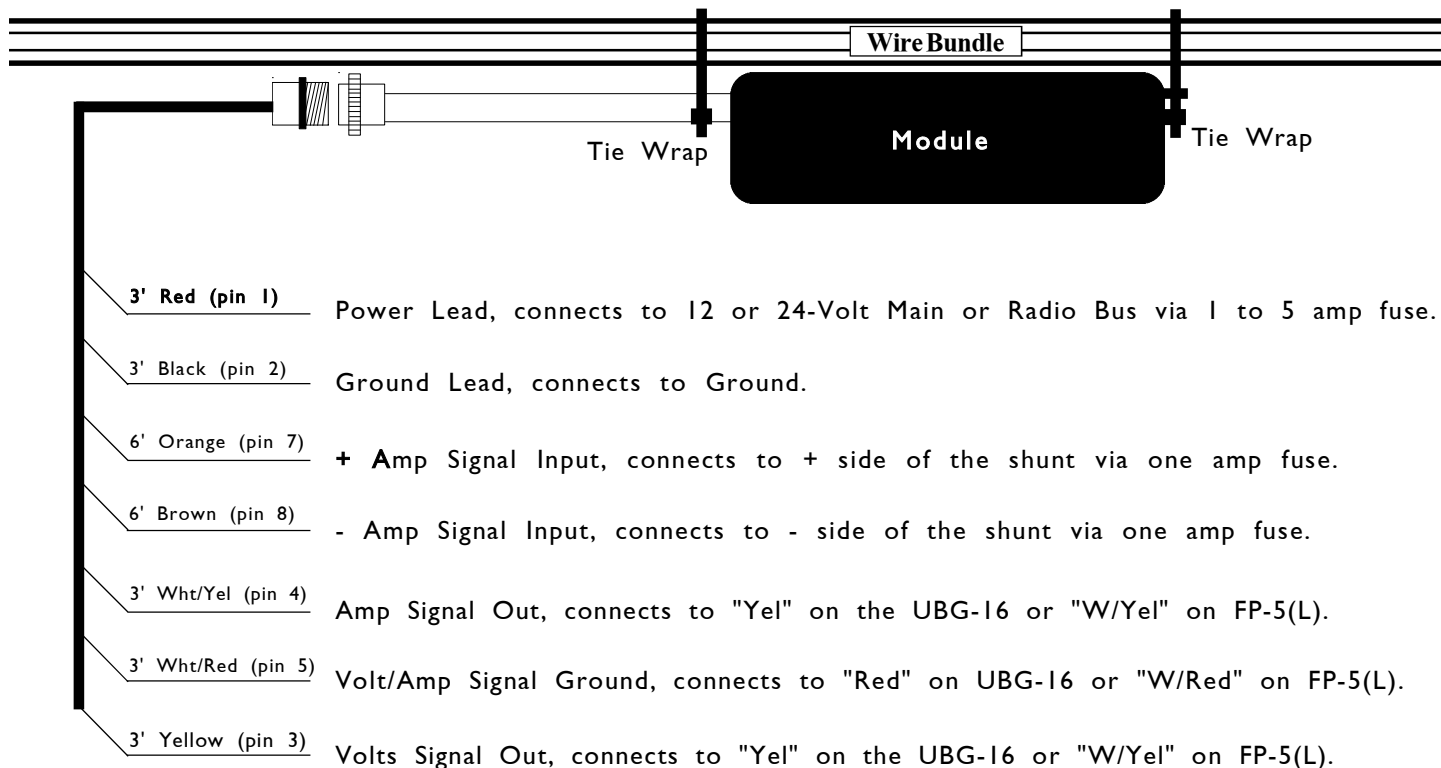 Wire Bundle
Module
Tie Wrap
Tie Wrap
3' Red (pin 1) Power Lead, connects to 12 or 24-Volt Main or Radio Bus via 1 to 5 amp fuse.
3' Black (pin 2) Ground Lead, connects to Ground.
6' Orange (pin 7) + Amp Signal Input, connects to + side of the shunt via one amp fuse.
6' Brown (pin 8) - Amp Signal Input, connects to - side of the shunt via one amp fuse.
3' Wht/Yel (pin 4) Amp Signal Out, connects to "Yel" on the UBG-16 or "W/Yel" on FP-5(L).
3' Wht/Red (pin 5) Volt/Amp Signal Ground, connects to "Red" on UBG-16 or "W/Red" on FP-5(L).
3' Yellow (pin 3) Volts Signal Out, connects to "Yel" on the UBG-16 or "W/Yel" on FP-5(L).